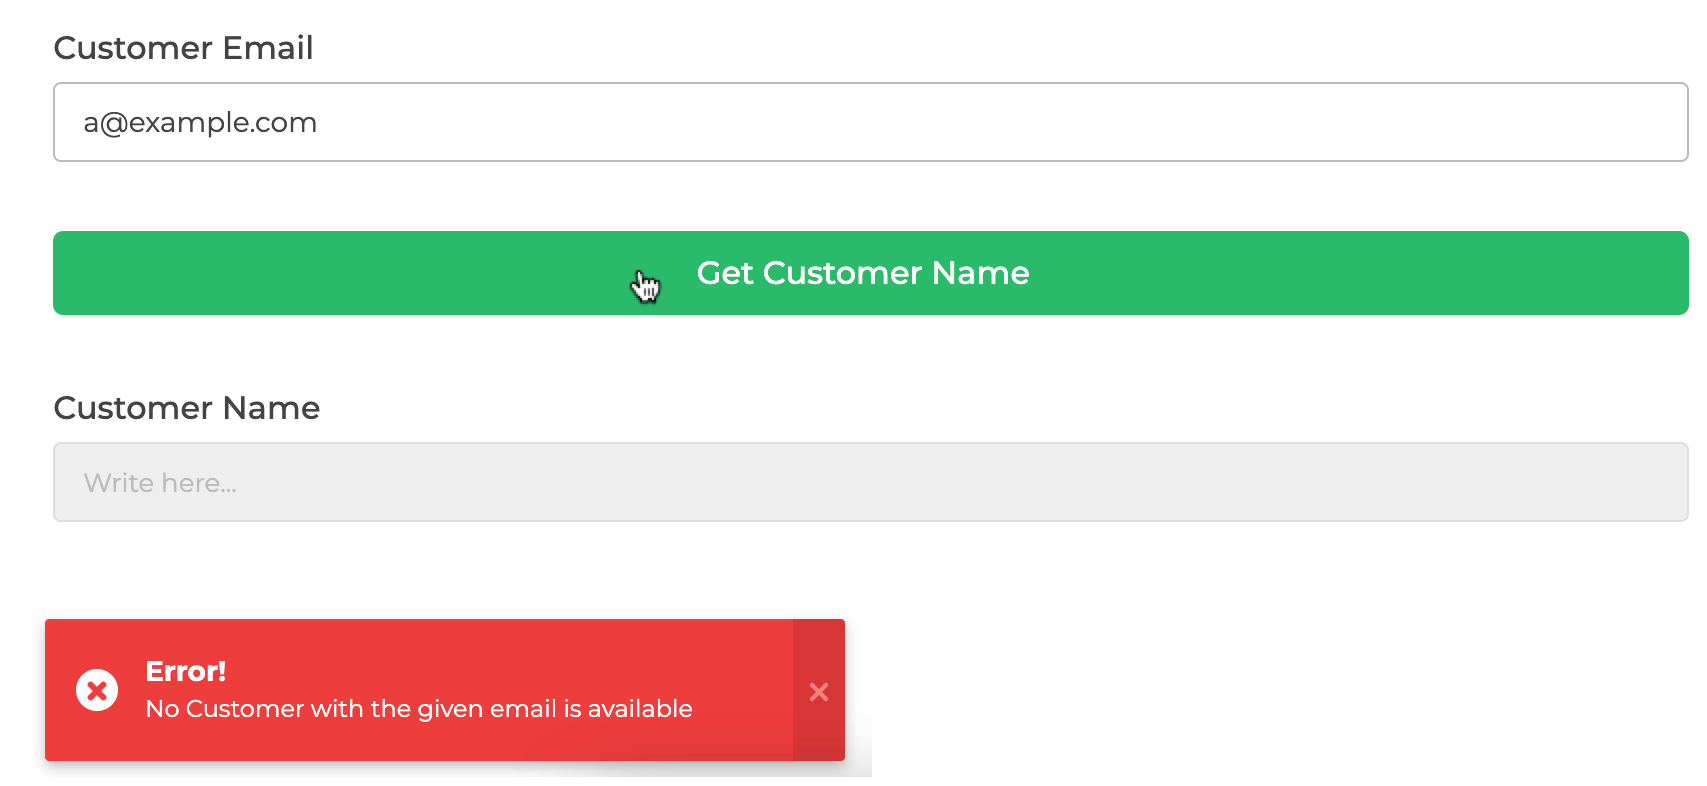 Customer Email
a@example.com
Get Customer Name
Customer Name
Write here...
Error!
No Customer with the given email is available